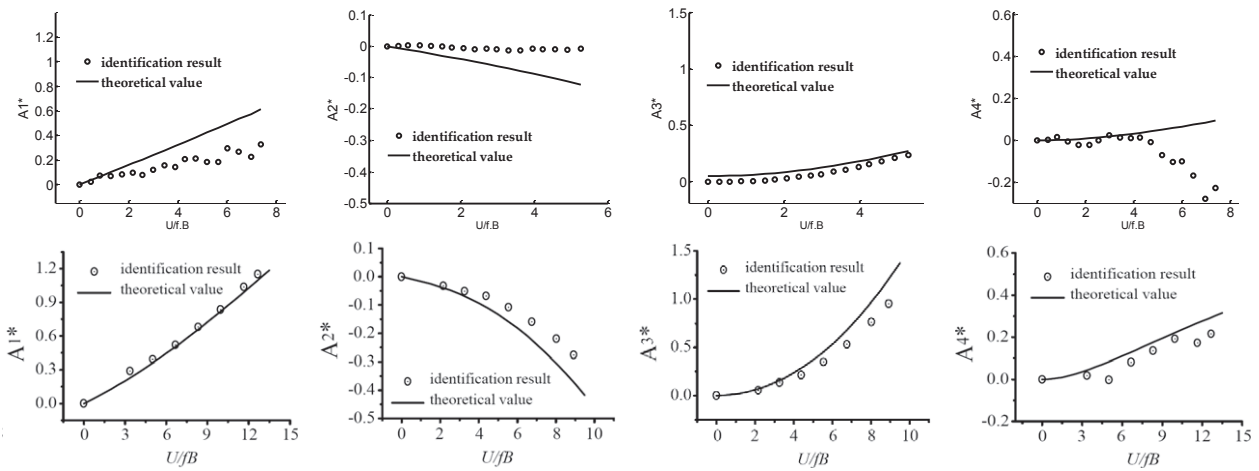 1.2
1
0.8
0.6
0.4
0.2
0
A1*
identification result
theoretical value
0
2
4
6
8
U/f.B
0.1
0
-0.1
-0.2
-0.3
-0.4
-0.5
A2*
identification result
theoretical value
0
2
4
6
U/f.B
1.5
1
0.5
0
A3*
identification result
theoretical value
0
2
4
U/f.B
0.6
0.4
0.2
0
-0.2
A4*
identification result
theoretical value
0
2
4
6
8
U/f.B
1.2
0.9
0.6
0.3
0.0
A1*
identification result
theoretical value
0
3
6
9
12
15
U/fB
0.1
0.0
-0.1
-0.2
-0.3
-0.4
-0.5
A2*
identification result
theoretical value
0
2
4
6
8
10
U/fB
1.5
1.0
0.5
0.0
A3*
identification result
theoretical value
0
2
4
6
8
10
U/fB
0.6
0.4
0.2
0.0
-0.2
A4*
identification result
theoretical value
0
3
6
9
12
15
U/fB